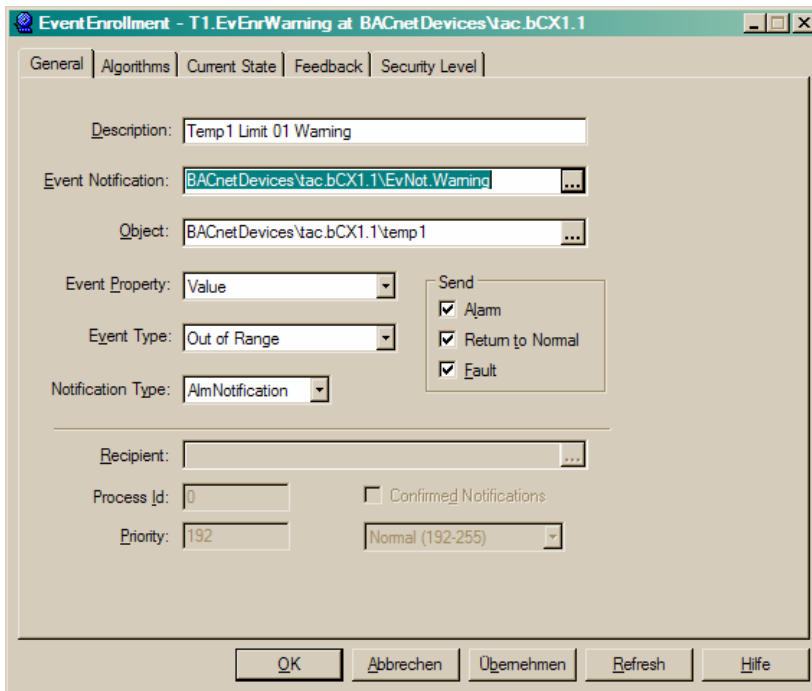 EventEnrollment - T1.EvEnrWarning at BACnetDevices\tac.bCX1.1
General Algorithms Current State Feedback Security Level
Description: Temp1 Limit 01 Warning
Event Notification: BACnetDevices\tac.bCX1.1\EvNot.Warning ...
Object: BACnetDevices\tac.bCX1.1\temp1 ...
Event Property: Value
Send
Alarm
Event Type: Out of Range
Return to Normal
Fault
Notification Type: AlmNotification
Recipient: ...
Process Id: 0 Confirmed Notifications
Priority: 192 Normal (192-255)
OK Abbrechen Übernehmen Refresh Hilfe